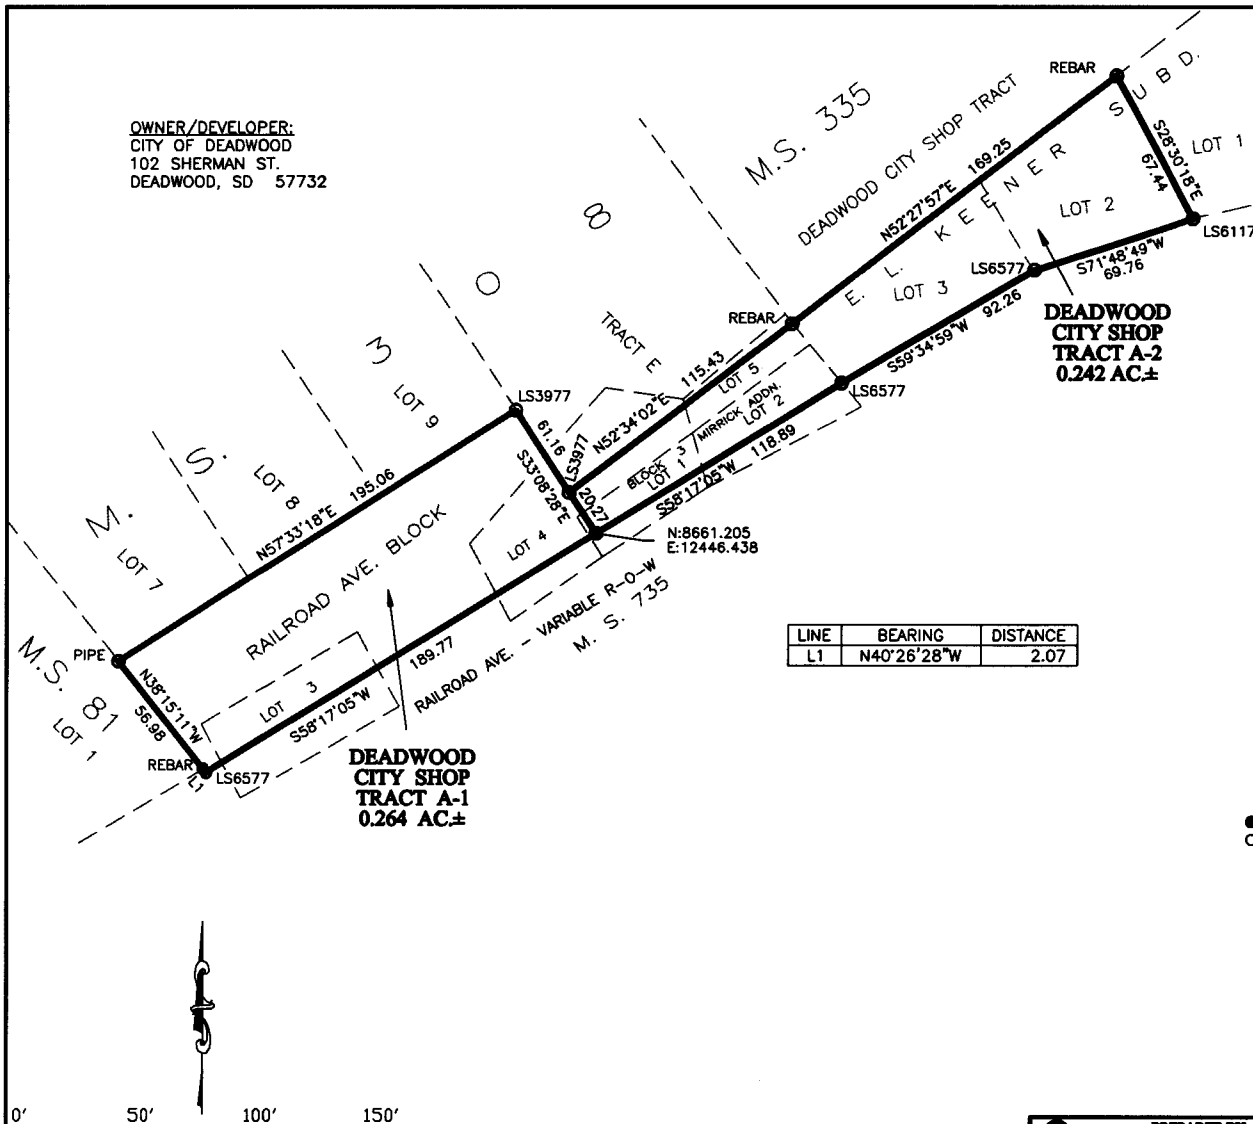 OWNER/DEVELOPER:
CITY OF DEADWOOD
102 SHERMAN ST.
DEADWOOD, SD 57732
M.S. 335
DEADWOOD CITY SHOP TRACT
REBAR
E. L. KEENER SUBD.
S28°30'18"E
67.44
LOT 1
LOT 2
LOT 3
N52°27'57"E 169.25
LS6117
S71°48'49"W
69.76
LS6577
S59°34'59"W 92.26
DEADWOOD
CITY SHOP
TRACT A-2
0.242 AC.±
M. S. 308
TRACT E
REBAR
N52°34'02"E 115.43
LOT 5
BLOCK 3 / MIRRICK ADDN.
LOT 1
LOT 2
LS6577
S58°17'05"W 118.89
LS3977
61.16
S33°08'28"E
LS3977
20.27
N:8661.205
E:12446.438
LOT 9
LOT 8
LOT 7
N57°33'18"E 195.06
RAILROAD AVE. BLOCK
LOT 4
LOT 3
S58°17'05"W 189.77
RAILROAD AVE. - VARIABLE R-O-W
M. S. 735
PIPE
N38°15'11"W
56.98
M.S. 81
LOT 1
REBAR
L1
LS6577
DEADWOOD
CITY SHOP
TRACT A-1
0.264 AC.±
LINE BEARING DISTANCE
L1 N40°26'28"W 2.07
0' 50' 100' 150'